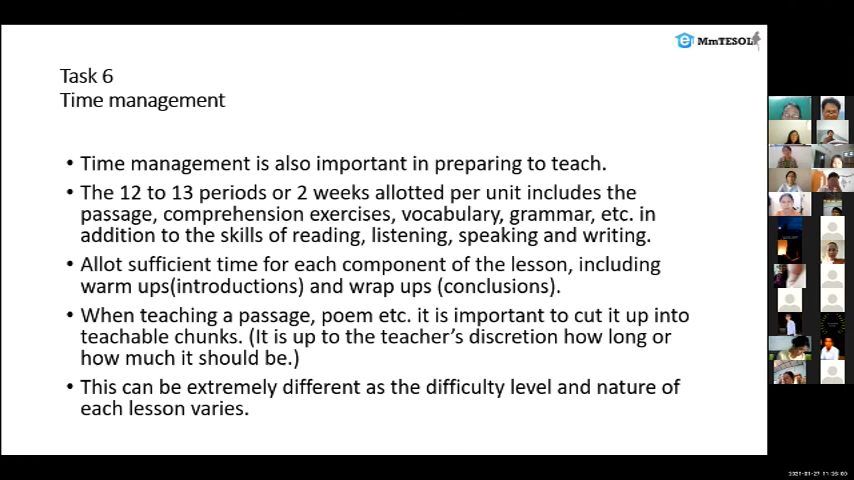 MmTESOL
Task 6
Time management
• Time management is also important in preparing to teach.
• The 12 to 13 periods or 2 weeks allotted per unit includes the
passage, comprehension exercises, vocabulary, grammar, etc. in
addition to the skills of reading, listening, speaking and writing.
• Allot sufficient time for each component of the lesson, including
warm ups(introductions) and wrap ups (conclusions).
• When teaching a passage, poem etc. it is important to cut it up into
teachable chunks. (It is up to the teacher's discretion how long or
how much it should be.)
• This can be extremely different as the difficulty level and nature of
each lesson varies.